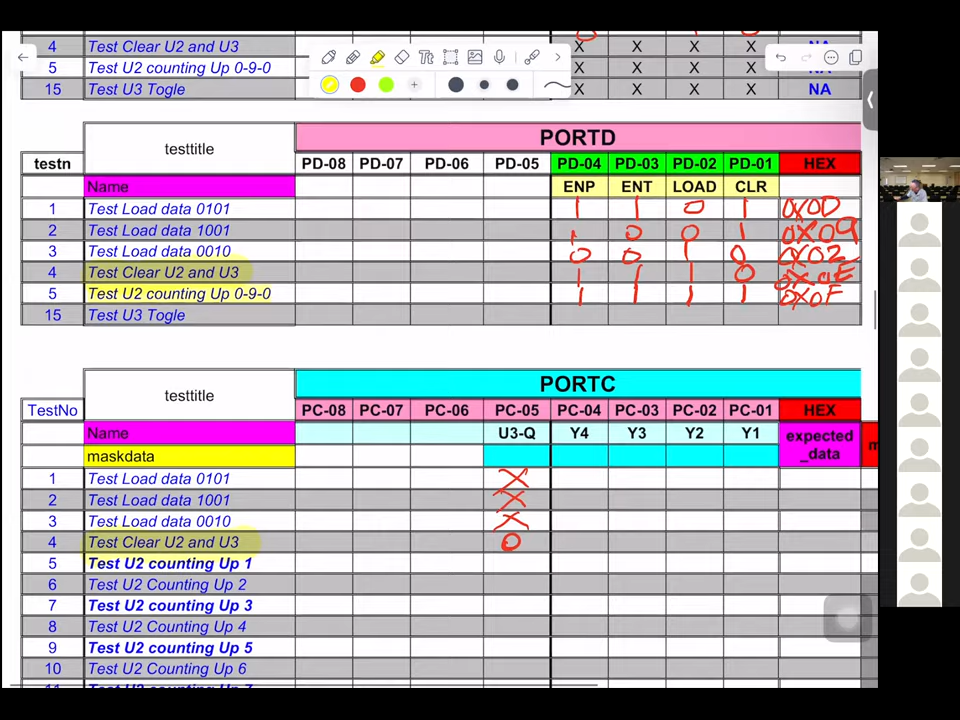 4 Test Clear U2 and U3 X X X NA
5 Test U2 counting Up 0-9-0 X X X X
15 Test U3 Togle X X X X NA
testn testtitle PORTD
PD-08 PD-07 PD-06 PD-05 PD-04 PD-03 PD-02 PD-01 HEX
Name ENP ENT LOAD CLR
1 Test Load data 0101 1 1 0 1 0X0D
2 Test Load data 1001 1 0 0 1 0X09
3 Test Load data 0010 0 0 1 0 0X02
4 Test Clear U2 and U3 1 1 1 0 0X0E
5 Test U2 counting Up 0-9-0 1 1 1 1 0X0F
15 Test U3 Togle
TestNo testtitle PORTC
PC-08 PC-07 PC-06 PC-05 PC-04 PC-03 PC-02 PC-01 HEX
Name U3-Q Y4 Y3 Y2 Y1 expected
maskdata _data
1 Test Load data 0101 X
2 Test Load data 1001 X
3 Test Load data 0010 X
4 Test Clear U2 and U3 0
5 Test U2 counting Up 1
6 Test U2 Counting Up 2
7 Test U2 counting Up 3
8 Test U2 Counting Up 4
9 Test U2 counting Up 5
10 Test U2 Counting Up 6